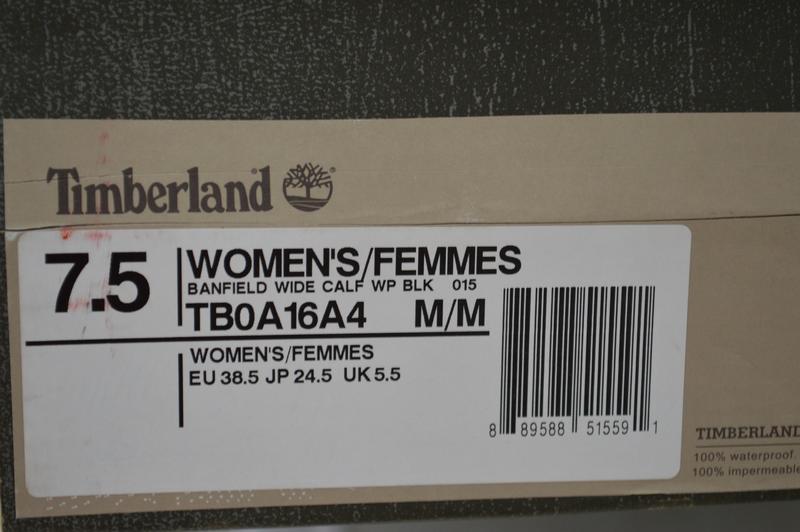 Timberland ®
7.5
WOMEN'S/FEMMES
BANFIELD WIDE CALF WP BLK 015
TB0A16A4 M/M
WOMEN'S/FEMMES
EU 38.5 JP 24.5 UK 5.5
8 89588 51559 1
TIMBERLAND
100% waterproof.
100% impermeable